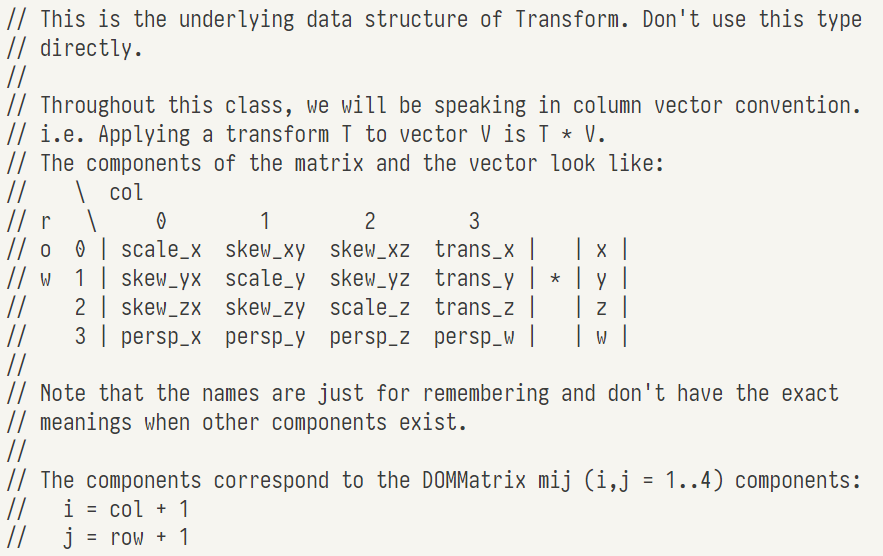 // This is the underlying data structure of Transform. Don't use this type
// directly.
//
// Throughout this class, we will be speaking in column vector convention.
// i.e. Applying a transform T to vector V is T * V.
// The components of the matrix and the vector look like:
//    \  col
// r   \     0        1        2        3
// o  0 | scale_x  skew_xy  skew_xz  trans_x |   | x |
// w  1 | skew_yx  scale_y  skew_yz  trans_y | * | y |
//    2 | skew_zx  skew_zy  scale_z  trans_z |   | z |
//    3 | persp_x  persp_y  persp_z  persp_w |   | w |
//
// Note that the names are just for remembering and don't have the exact
// meanings when other components exist.
//
// The components correspond to the DOMMatrix mij (i,j = 1..4) components:
//   i = col + 1
//   j = row + 1